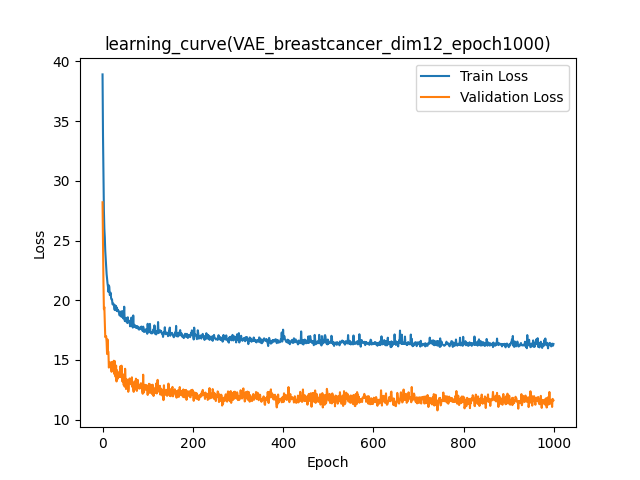 learning_curve(VAE_breastcancer_dim12_epoch1000)
Train Loss
Validation Loss
40
35
30
25
20
15
10
Loss
0
200
400
600
800
1000
Epoch